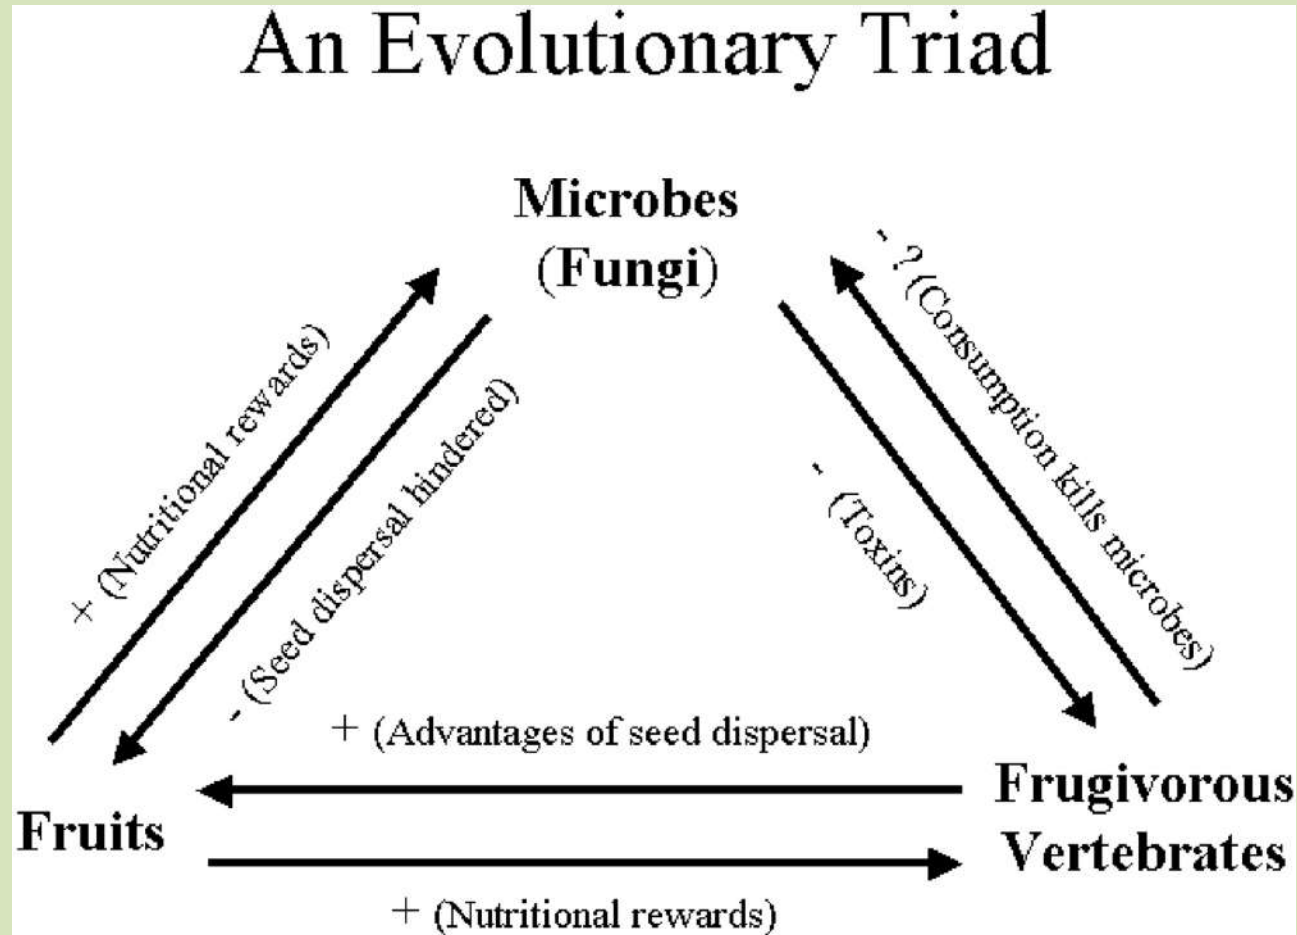 An Evolutionary Triad
Microbes
(Fungi)
+ (Nutritional rewards)
- (Seed dispersal hindered)
- ? (Consumption kills microbes)
- (Toxins)
+ (Advantages of seed dispersal)
Fruits
Frugivorous
Vertebrates
+ (Nutritional rewards)